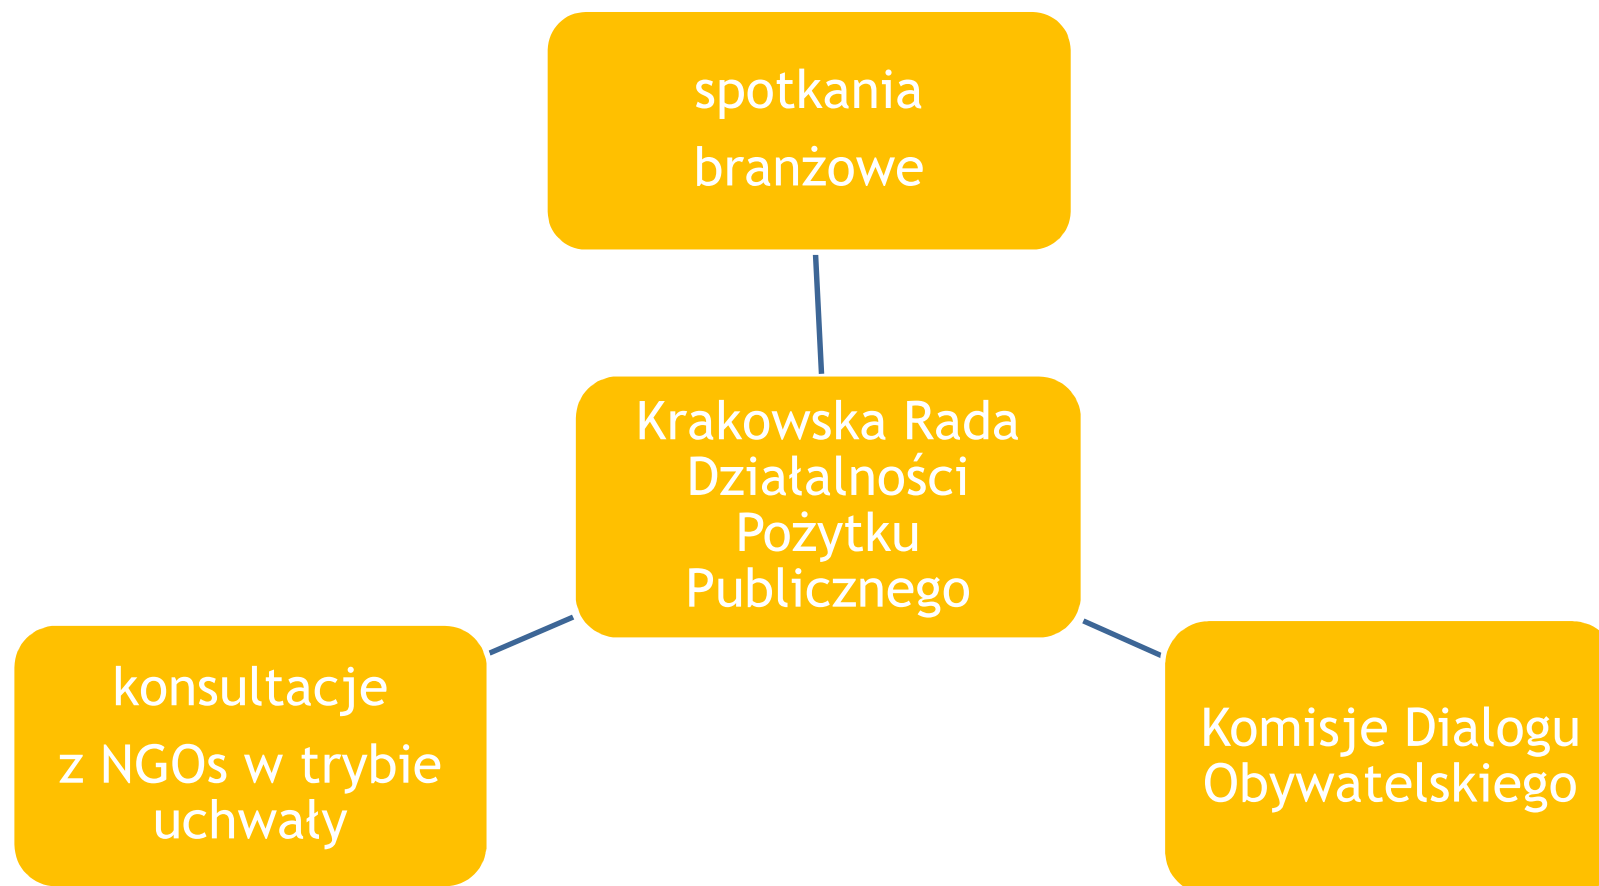 spotkania
branżowe
Krakowska Rada
Działalności
Pożytku
Publicznego
konsultacje
z NGOs w trybie
uchwały
Komisje Dialogu
Obywatelskiego